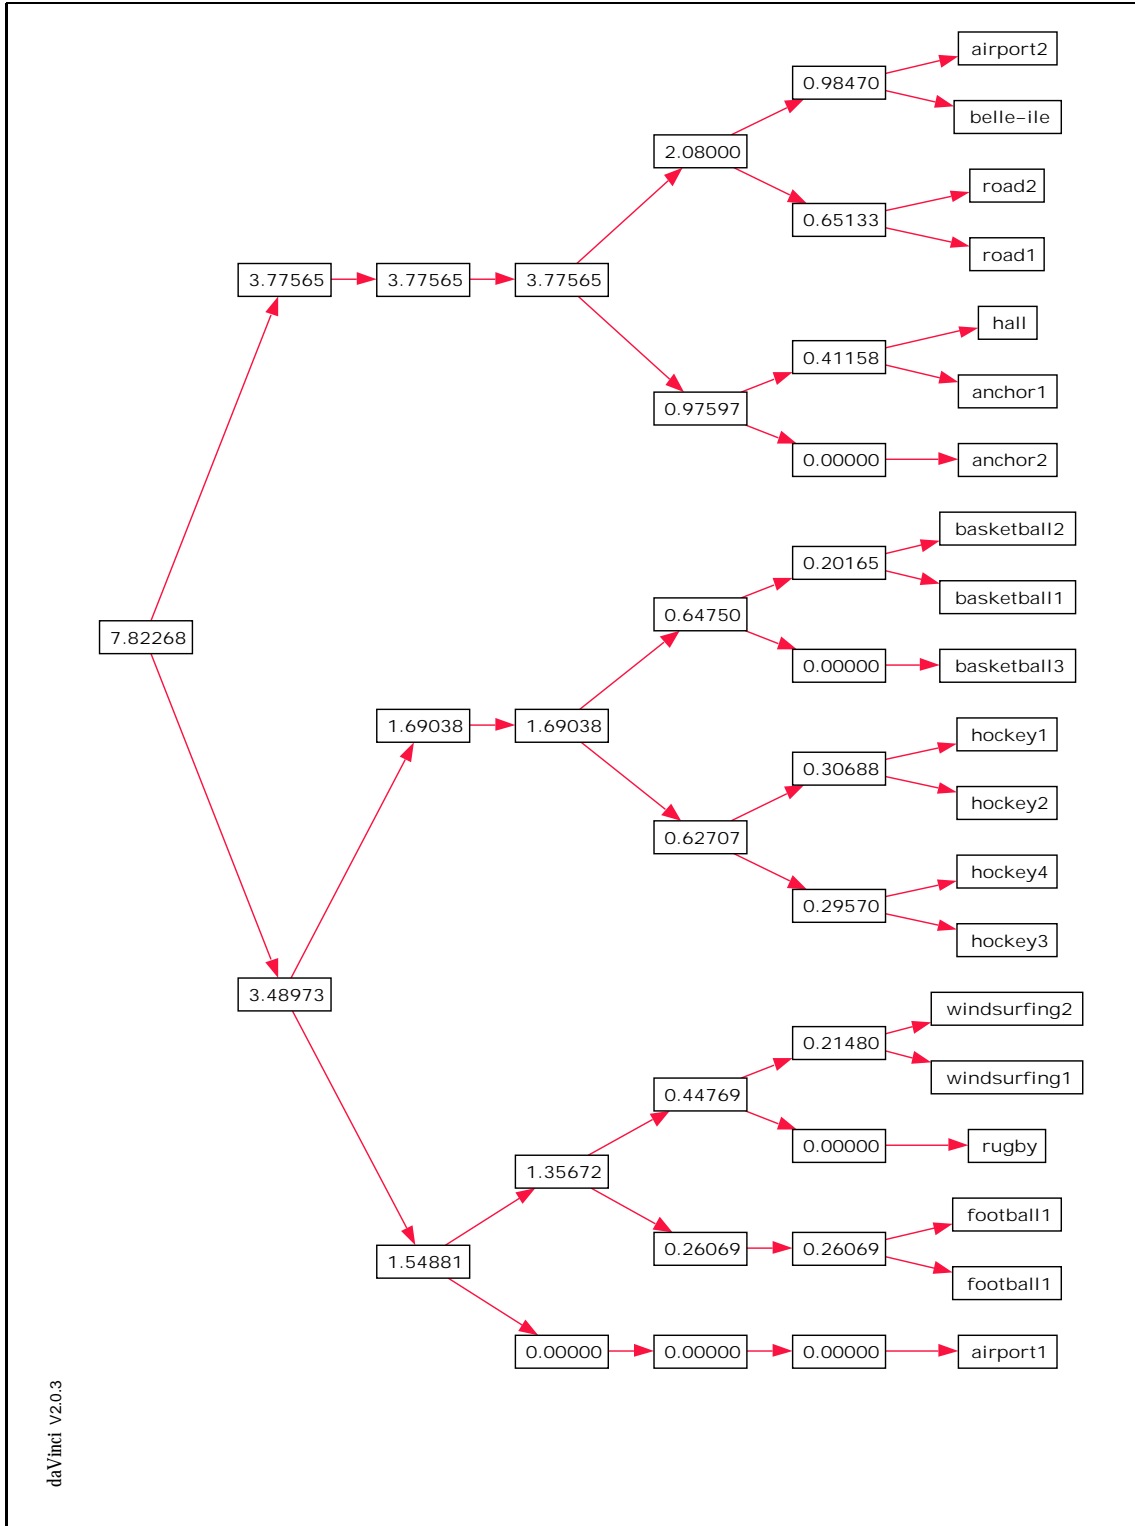 airport2
0.98470
belle-ile
2.08000
road2
0.65133
road1
3.77565
3.77565
3.77565
hall
0.41158
anchor1
0.97597
0.00000
anchor2
basketball2
0.20165
basketball1
0.64750
7.82268
0.00000
basketball3
1.69038
1.69038
hockey1
0.30688
hockey2
0.62707
hockey4
0.29570
hockey3
3.48973
windsurfing2
0.21480
windsurfing1
0.44769
0.00000
rugby
1.35672
football1
0.26069
0.26069
1.54881
football1
0.00000
0.00000
0.00000
airport1
daVinci V2.0.3